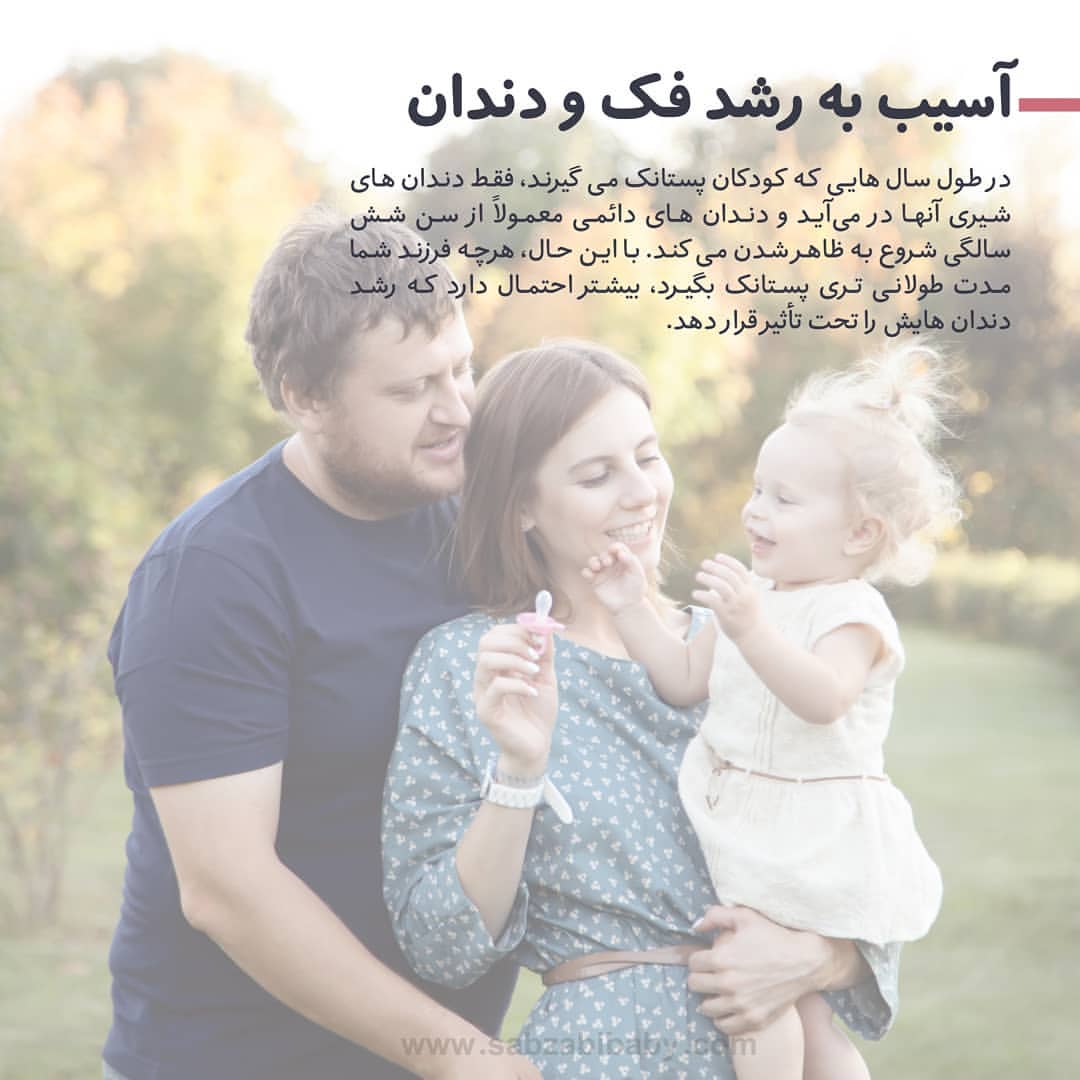 آسیب به رشد فک و دندان
در طول سال هایی که کودکان پستانک می گیرند، فقط دندان های
شیری آنها در می‌آید و دندان های دائمی معمولاً از سن شش
سالگی شروع به ظاهر شدن می کند. با این حال، هرچه فرزند شما
مدت طولانی تری پستانک بگیرد، بیشتر احتمال دارد که رشد
دندان هایش را تحت تأثیر قرار دهد.
www.sabzabibaby.com